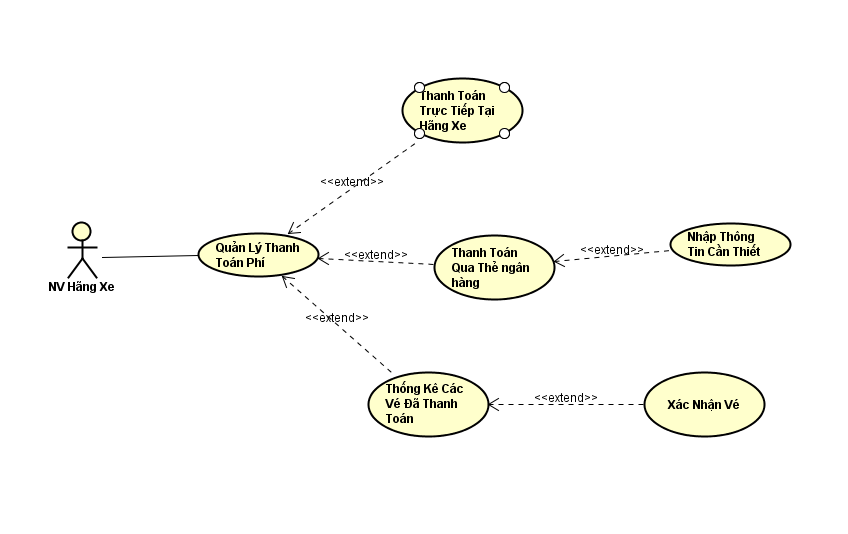 Thanh Toán
Trực Tiếp Tại
Hãng Xe
<<extend>>
NV Hãng Xe
Quản Lý Thanh
Toán Phí
<<extend>>
Thanh Toán
Qua Thẻ ngân
hàng
<<extend>>
Nhập Thông
Tin Cần Thiết
<<extend>>
Thống Kê Các
Vé Đã Thanh
Toán
<<extend>>
Xác Nhận Vé